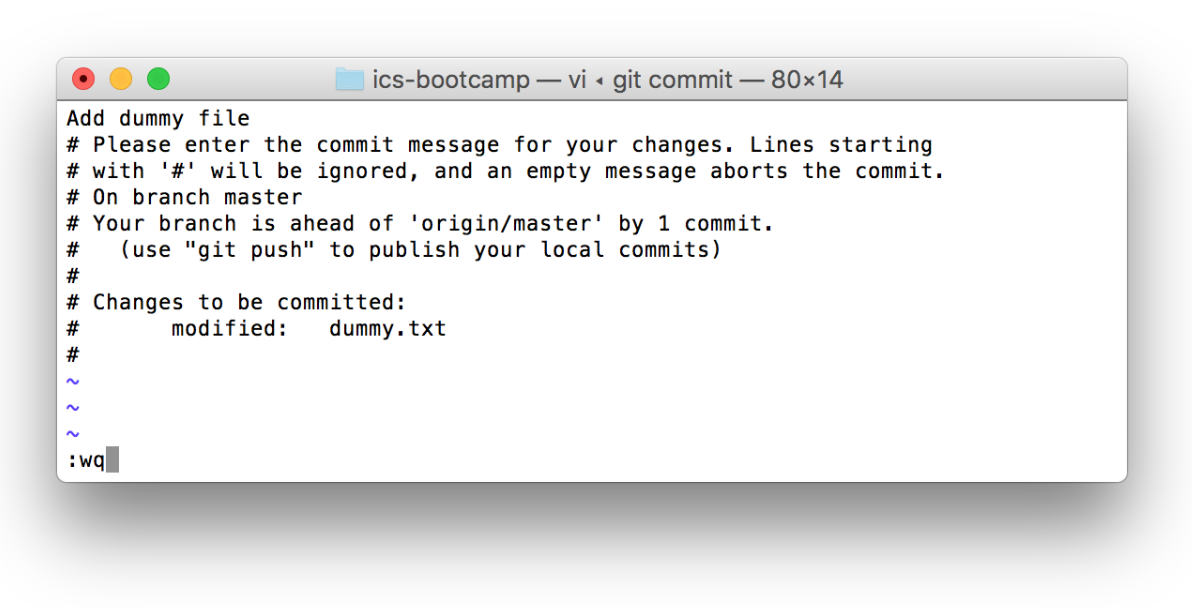 ics-bootcamp — vi ◂ git commit — 80×14
Add dummy file
# Please enter the commit message for your changes. Lines starting
# with '#' will be ignored, and an empty message aborts the commit.
# On branch master
# Your branch is ahead of 'origin/master' by 1 commit.
#   (use "git push" to publish your local commits)
#
# Changes to be committed:
#       modified:   dummy.txt
#
~
~
~
:wq